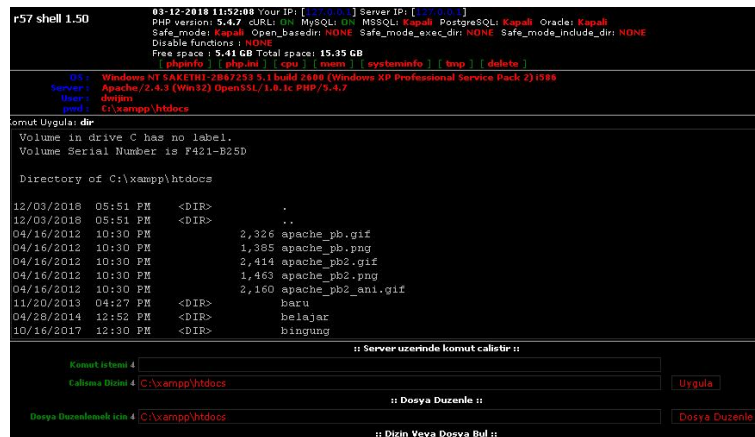 r57 shell 1.50
03-12-2018 11:52:08 Your IP: [127.0.0.1] Server IP: [127.0.0.1]
PHP version: 5.4.7 cURL: ON MySQL: ON MSSQL: Kapali PostgreSQL: Kapali Oracle: Kapali
Safe_mode: Kapali Open_basedir: NONE Safe_mode_exec_dir: NONE Safe_mode_include_dir: NONE
Disable functions : NONE
Free space : 5.41 GB Total space: 15.35 GB
[ phpinfo ] [ php.ini ] [ cpu ] [ mem ] [ systeminfo ] [ tmp ] [ delete ]
OS : Windows NT SAKETHI-2B67253 5.1 build 2600 (Windows XP Professional Service Pack 2) i586
Server : Apache/2.4.3 (Win32) OpenSSL/1.0.1c PHP/5.4.7
User : dwijim
pwd : C:\xampp\htdocs
Komut Uygula: dir
Volume in drive C has no label.
Volume Serial Number is F421-B25D
Directory of C:\xampp\htdocs
12/03/2018 05:51 PM <DIR> .
12/03/2018 05:51 PM <DIR> ..
04/16/2012 10:30 PM 2,326 apache_pb.gif
04/16/2012 10:30 PM 1,385 apache_pb.png
04/16/2012 10:30 PM 2,414 apache_pb2.gif
04/16/2012 10:30 PM 1,463 apache_pb2.png
04/16/2012 10:30 PM 2,160 apache_pb2_ani.gif
11/20/2013 04:27 PM <DIR> baru
04/28/2014 12:52 PM <DIR> belajar
10/16/2017 12:30 PM <DIR> bingung
:: Server uzerinde komut calistir ::
Komut istemi
Calisma Dizini C:\xampp\htdocs Uygula
:: Dosya Duzenle ::
Dosya Duzenlemek icin C:\xampp\htdocs Dosya Duzenle
:: Dizin Veya Dosya Bul ::